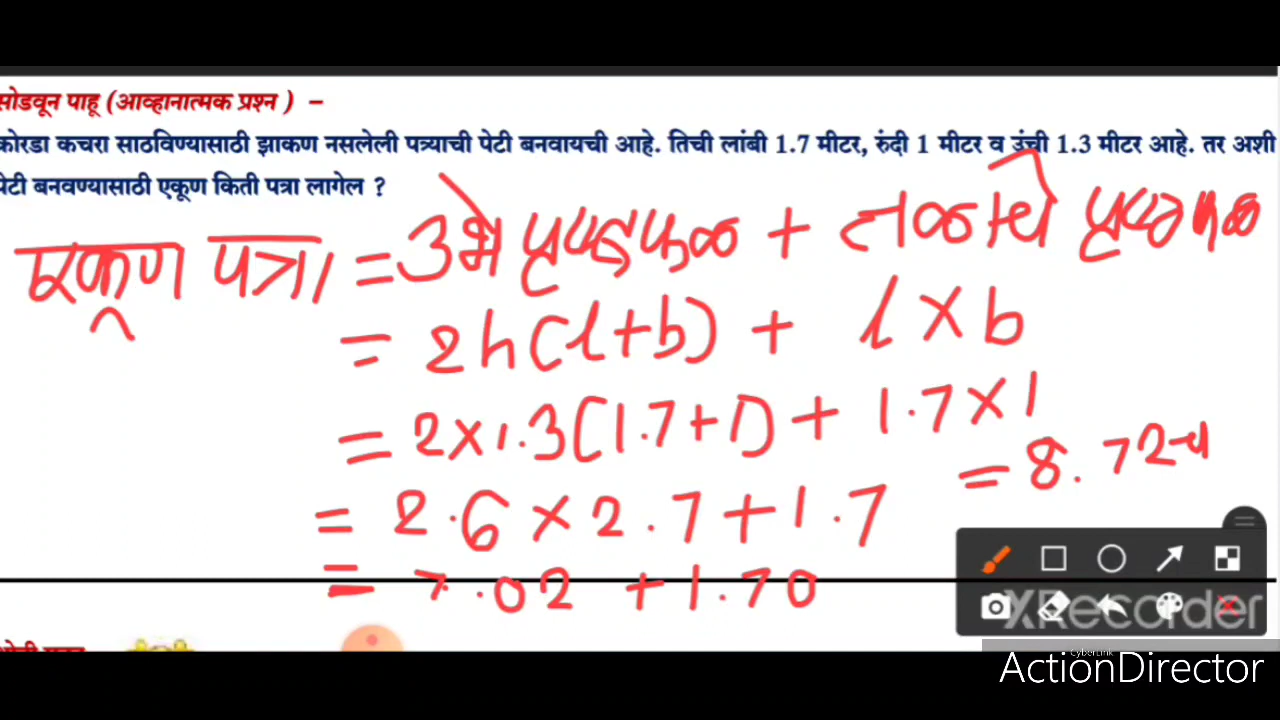 सोडवून पाहू (आव्हानात्मक प्रश्न ) –
कोरडा कचरा साठविण्यासाठी झाकण नसलेली पत्र्याची पेटी बनवायची आहे. तिची लांबी 1.7 मीटर, रुंदी 1 मीटर व उंची 1.3 मीटर आहे. तर अशी
पेटी बनवण्यासाठी एकूण किती पत्रा लागेल ?
एकूण पत्रा = उभे पृष्ठफळ + तळाचे पृष्ठफळ
= 2h(l+b) + l × b
= 2×1.3(1.7+1) + 1.7×1
= 2.6 × 2.7 + 1.7
= 7.02 + 1.70
= 8.72
XRecorder
CyberLink
ActionDirector